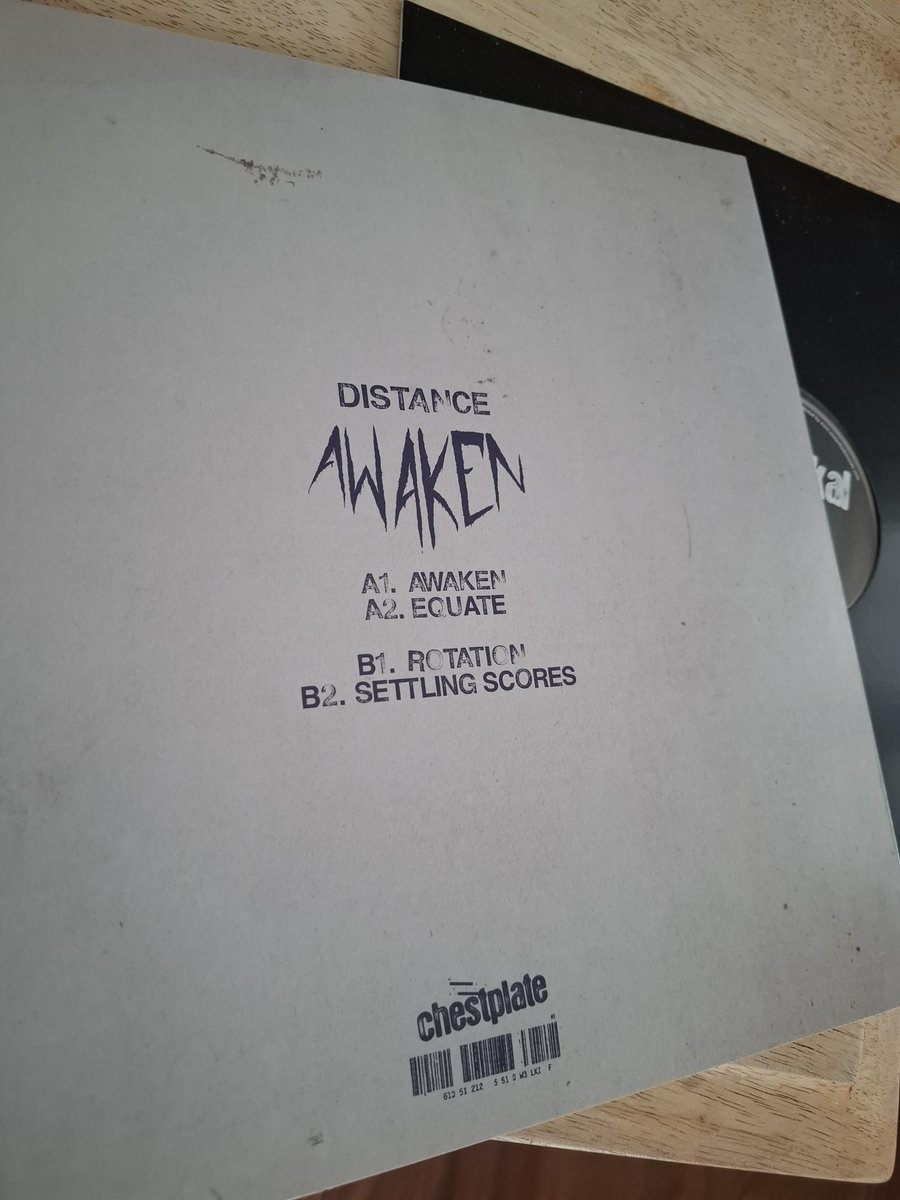 DISTANCE
AWAKEN
A1. AWAKEN
A2. EQUATE
B1. ROTATION
B2. SETTLING SCORES
chestplate